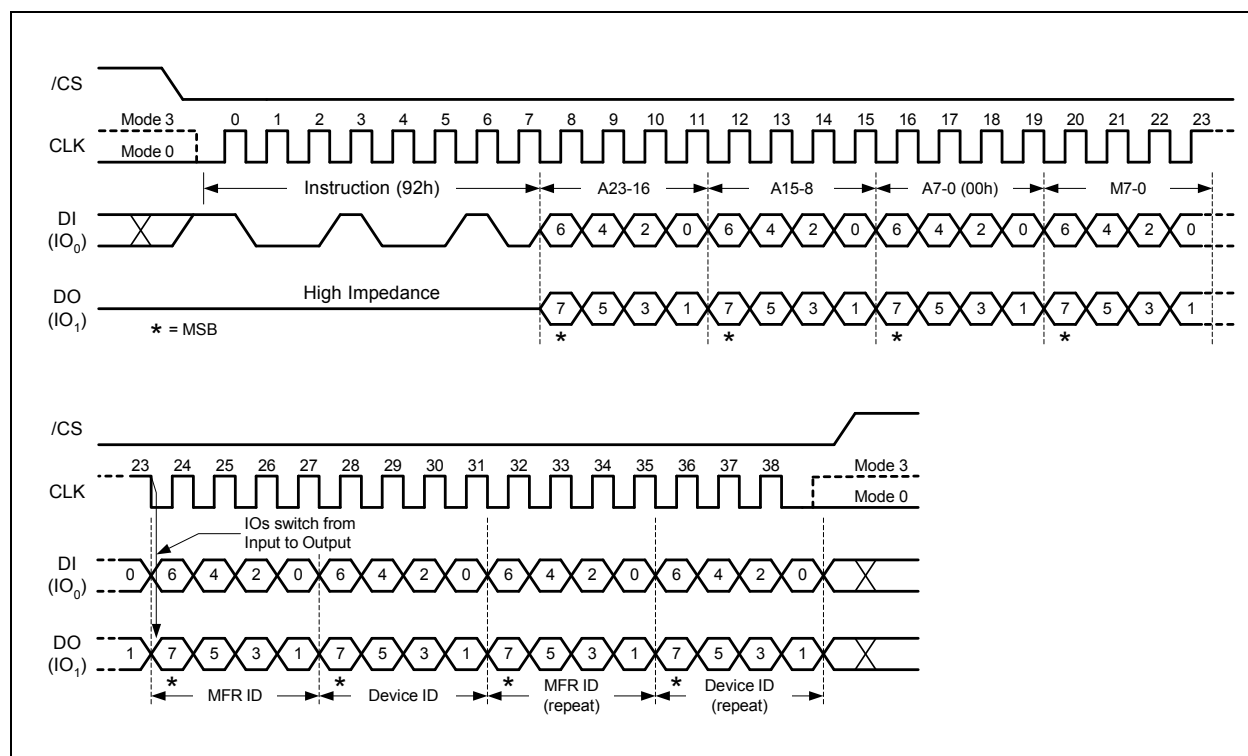 /CS
Mode 3
0 1 2 3 4 5 6 7 8 9 10 11 12 13 14 15 16 17 18 19 20 21 22 23
CLK
Mode 0
Instruction (92h) A23-16 A15-8 A7-0 (00h) M7-0
DI
(IO0)
6 4 2 0 6 4 2 0 6 4 2 0 6 4 2 0
High Impedance
DO
(IO1)
7 5 3 1 7 5 3 1 7 5 3 1 7 5 3 1
* * * *
* = MSB
/CS
23 24 25 26 27 28 29 30 31 32 33 34 35 36 37 38
Mode 3
CLK
Mode 0
IOs switch from
Input to Output
DI
(IO0)
0 6 4 2 0 6 4 2 0 6 4 2 0 6 4 2 0
DO
(IO1)
1 7 5 3 1 7 5 3 1 7 5 3 1 7 5 3 1
* * * *
MFR ID Device ID MFR ID
(repeat)
Device ID
(repeat)